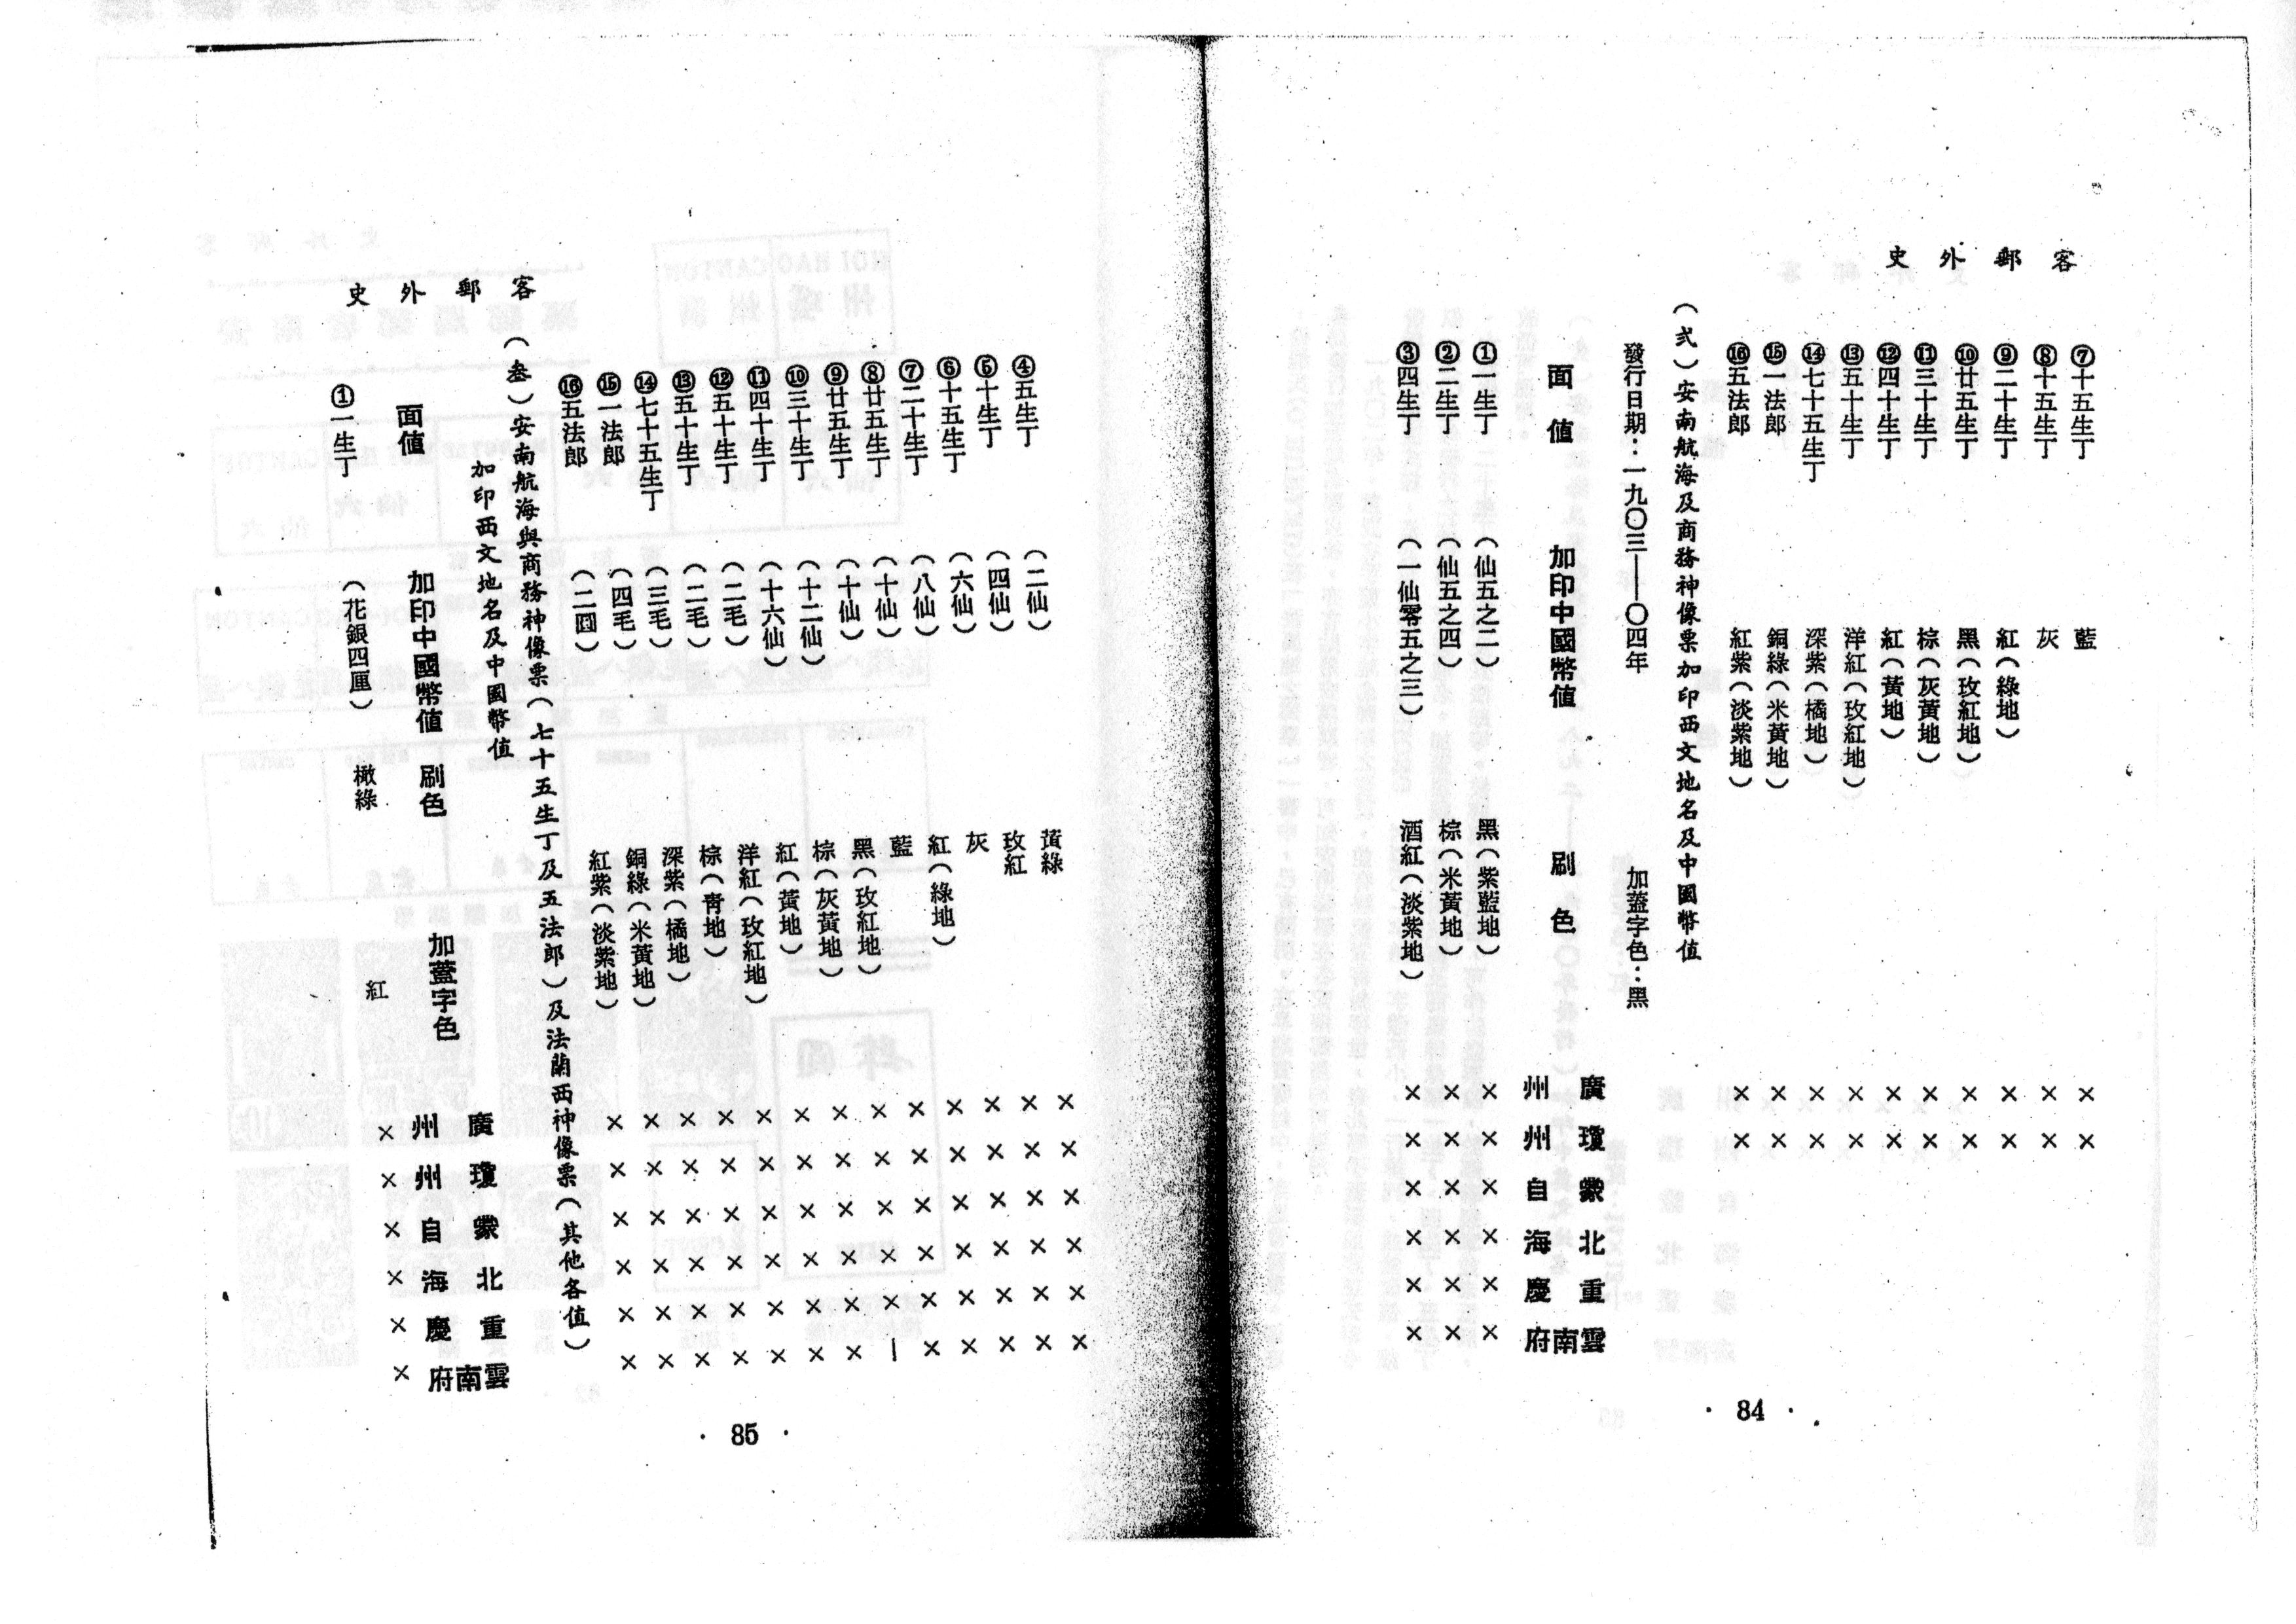 客郵外史
⑦十五生丁 藍 × ×
⑧十五生丁 灰 × ×
⑨二十生丁 紅（綠地） × ×
⑩廿五生丁 黑（玫紅地） × ×
⑪三十生丁 棕（灰黃地） × ×
⑫四十生丁 紅（黃地） × ×
⑬五十生丁 洋紅（玫紅地） × ×
⑭七十五生丁 深紫（橘地） × ×
⑮一法郎 銅綠（米黃地） × ×
⑯五法郎 紅紫（淡紫地） × ×
（弍）安南航海及商務神像票加印西文地名及中國幣值
發行日期：一九〇三——〇四年 加蓋字色：黑
面值 加印中國幣值 刷色 廣州 瓊州 蒙自 北海 重慶 雲南府
①一生丁 （仙五之二） 黑（紫藍地） × × × × × ×
②二生丁 （仙五之四） 棕（米黃地） × × × × × ×
③四生丁 （一仙零五之三） 酒紅（淡紫地） × × × × × ×
· 84 ·
客郵外史
④五生丁 （二仙） 黃綠 × × × × × ×
⑤十生丁 （四仙） 玫紅 × × × × × ×
⑥十五生丁 （六仙） 灰 × × × × × ×
⑦二十生丁 （八仙） 紅（綠地） × × × × × ×
⑧廿五生丁 （十仙） 藍 × × × × × |
⑨廿五生丁 （十仙） 黑（玫紅地） × × × × × ×
⑩三十生丁 （十二仙） 棕（灰黃地） × × × × × ×
⑪四十生丁 （十六仙） 紅（黃地） × × × × × ×
⑫五十生丁 （二毛） 洋紅（玫紅地） × × × × × ×
⑬五十生丁 （二毛） 棕（靑地） × × × × × ×
⑭七十五生丁 （三毛） 深紫（橘地） × × × × × ×
⑮一法郎 （四毛） 銅綠（米黃地） × × × × × ×
⑯五法郎 （二圓） 紅紫（淡紫地） × × × × × ×
（叁）安南航海與商務神像票（七十五生丁及五法郎）及法蘭西神像票（其他各值）
加印西文地名及中國幣值
面值 加印中國幣值 刷色 加蓋字色 廣州 瓊州 蒙自 北海 重慶 雲南府
①一生丁 （花銀四厘） 橄綠 紅 × × × × × ×
· 85 ·